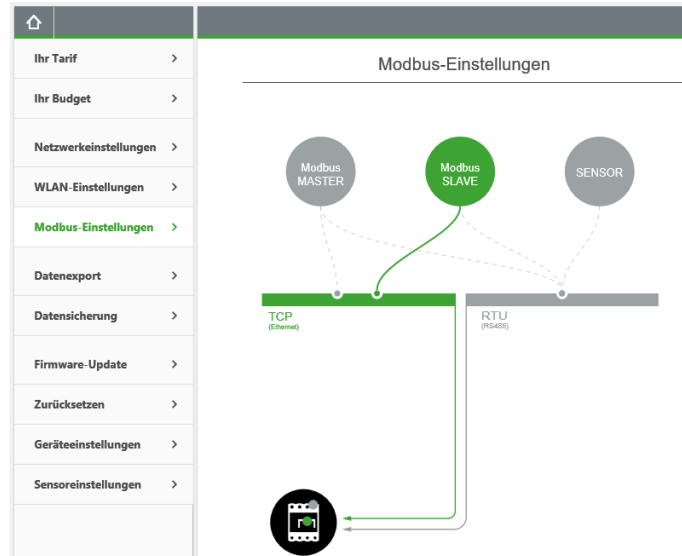 Ihr Tarif
Ihr Budget
Netzwerkeinstellungen
WLAN-Einstellungen
Modbus-Einstellungen
Datenexport
Datensicherung
Firmware-Update
Zurücksetzen
Geräteeinstellungen
Sensoreinstellungen
Modbus-Einstellungen
Modbus
MASTER
Modbus
SLAVE
SENSOR
TCP
(Ethernet)
RTU
(RS485)